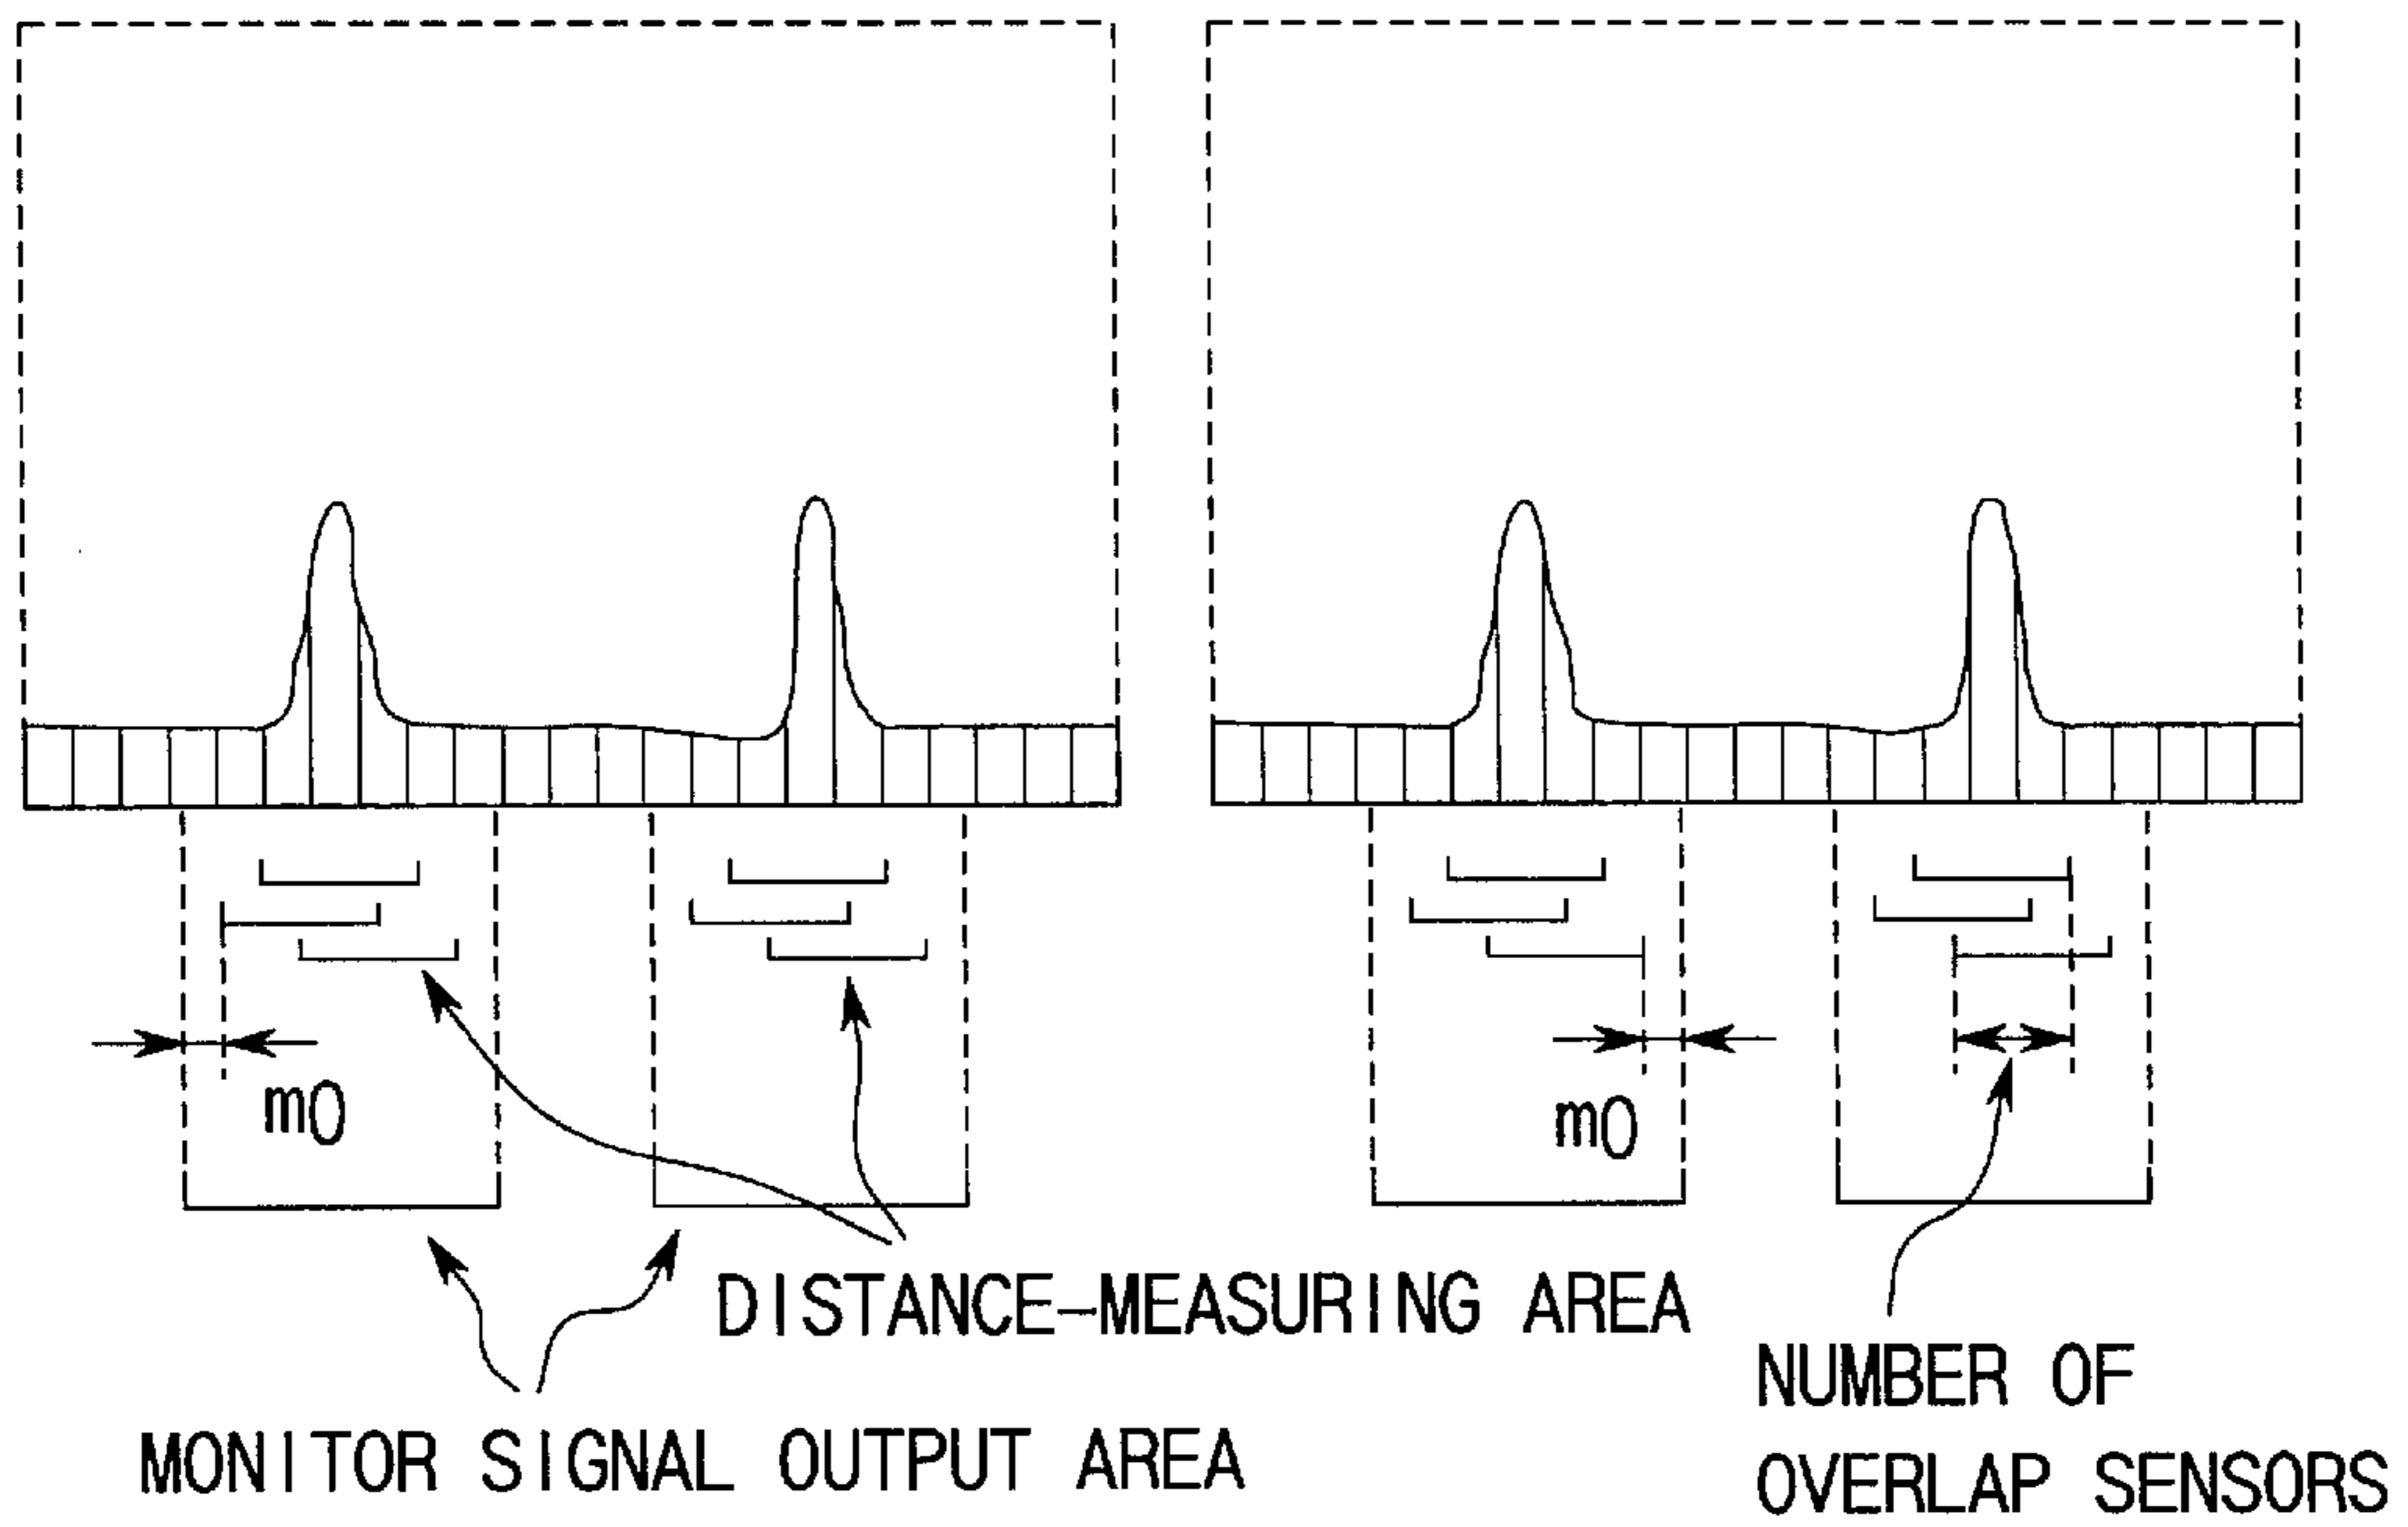 m0
m0
DISTANCE-MEASURING AREA
NUMBER OF
OVERLAP SENSORS
MONITOR SIGNAL OUTPUT AREA